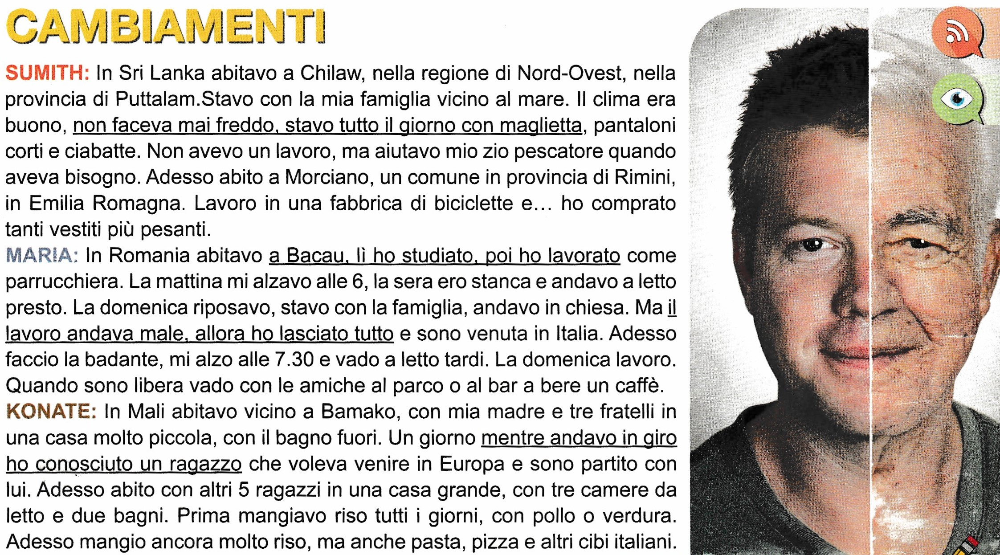 CAMBIAMENTI
SUMITH: In Sri Lanka abitavo a Chilaw, nella regione di Nord-Ovest, nella
provincia di Puttalam.Stavo con la mia famiglia vicino al mare. Il clima era
buono, non faceva mai freddo, stavo tutto il giorno con maglietta, pantaloni
corti e ciabatte. Non avevo un lavoro, ma aiutavo mio zio pescatore quando
aveva bisogno. Adesso abito a Morciano, un comune in provincia di Rimini,
in Emilia Romagna. Lavoro in una fabbrica di biciclette e… ho comprato
tanti vestiti più pesanti.
MARIA: In Romania abitavo a Bacau, lì ho studiato, poi ho lavorato come
parrucchiera. La mattina mi alzavo alle 6, la sera ero stanca e andavo a letto
presto. La domenica riposavo, stavo con la famiglia, andavo in chiesa. Ma il
lavoro andava male, allora ho lasciato tutto e sono venuta in Italia. Adesso
faccio la badante, mi alzo alle 7.30 e vado a letto tardi. La domenica lavoro.
Quando sono libera vado con le amiche al parco o al bar a bere un caffè.
KONATE: In Mali abitavo vicino a Bamako, con mia madre e tre fratelli in
una casa molto piccola, con il bagno fuori. Un giorno mentre andavo in giro
ho conosciuto un ragazzo che voleva venire in Europa e sono partito con
lui. Adesso abito con altri 5 ragazzi in una casa grande, con tre camere da
letto e due bagni. Prima mangiavo riso tutti i giorni, con pollo o verdura.
Adesso mangio ancora molto riso, ma anche pasta, pizza e altri cibi italiani.